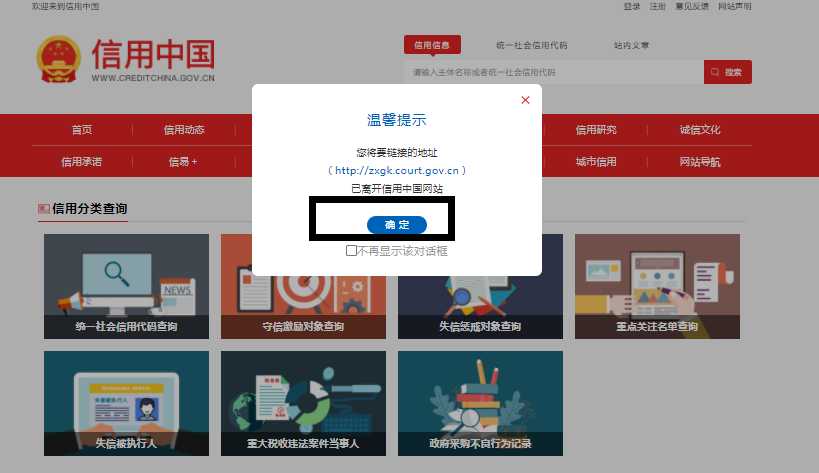 欢迎来到信用中国
登录 注册 意见反馈 网站声明
信用中国
WWW.CREDITCHINA.GOV.CN
信用信息 统一社会信用代码 站内文章
请输入主体名称或者统一社会信用代码 搜索
首页 信用动态 信用研究 诚信文化
信用承诺 信易+ 城市信用 网站导航
温馨提示
您将要链接的地址
（http://zxgk.court.gov.cn）
已离开信用中国网站
确 定
不再显示该对话框
信用分类查询
NEWS
统一社会信用代码查询 守信激励对象查询 失信惩戒对象查询 重点关注名单查询
失信被执行人
失信被执行人 重大税收违法案件当事人 政府采购不良行为记录